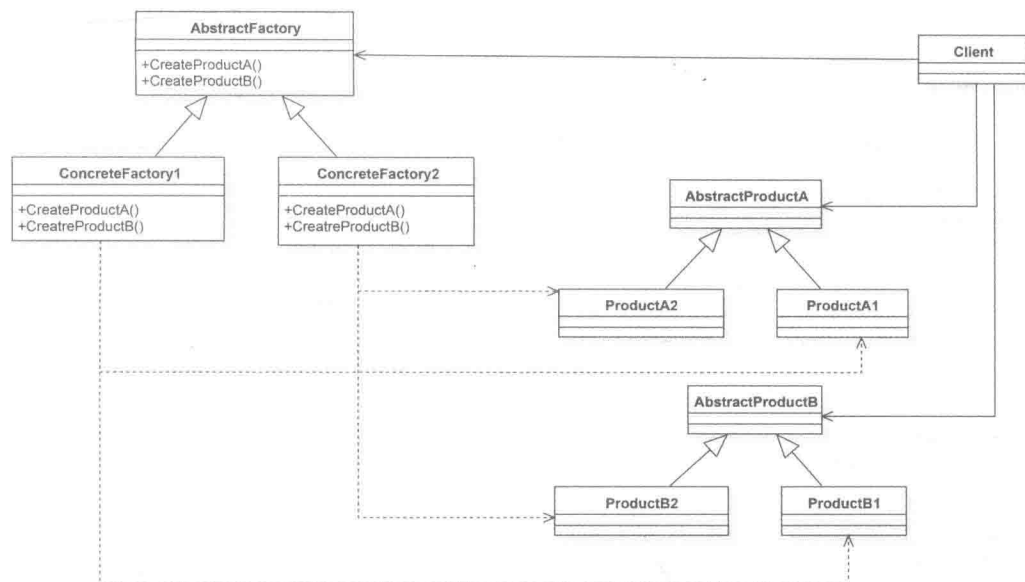 AbstractFactory
+CreateProductA()
+CreateProductB()
Client
ConcreteFactory1
+CreateProductA()
+CreatreProductB()
ConcreteFactory2
+CreateProductA()
+CreatreProductB()
AbstractProductA
ProductA2
ProductA1
AbstractProductB
ProductB2
ProductB1